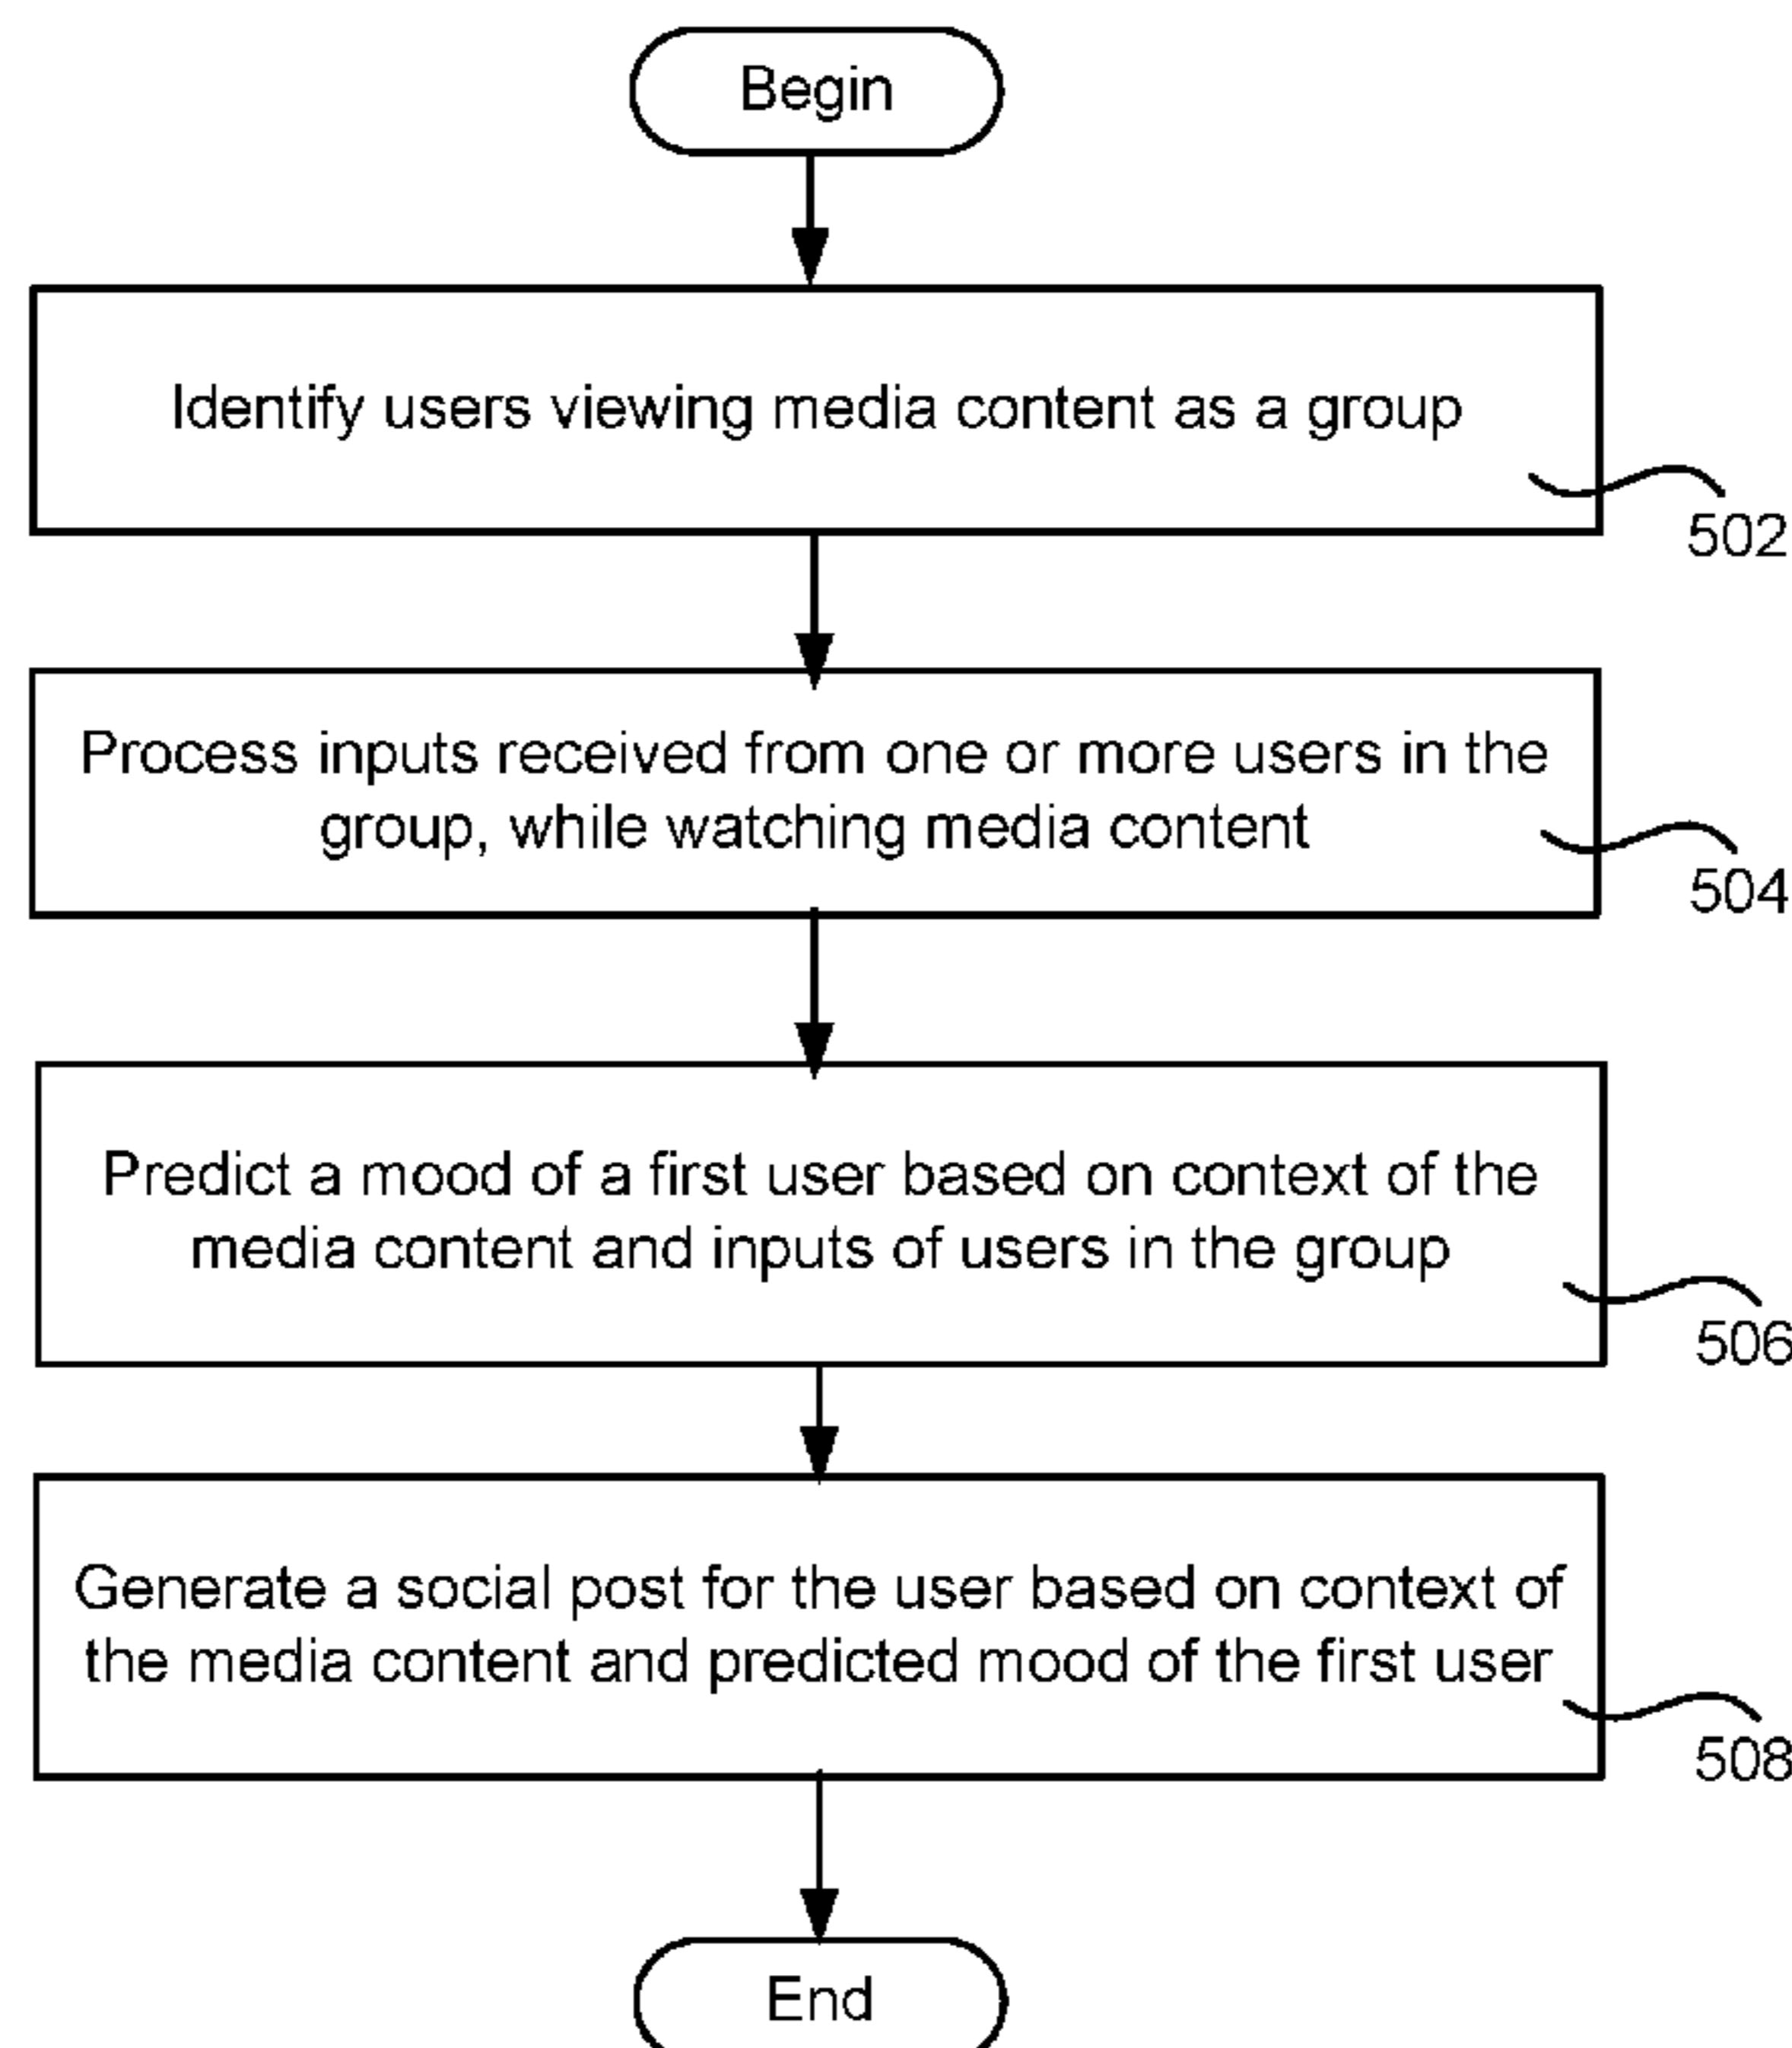 Begin
Identify users viewing media content as a group
502
Process inputs received from one or more users in the
group, while watching media content
504
Predict a mood of a first user based on context of the
media content and inputs of users in the group
506
Generate a social post for the user based on context of
the media content and predicted mood of the first user
508
End